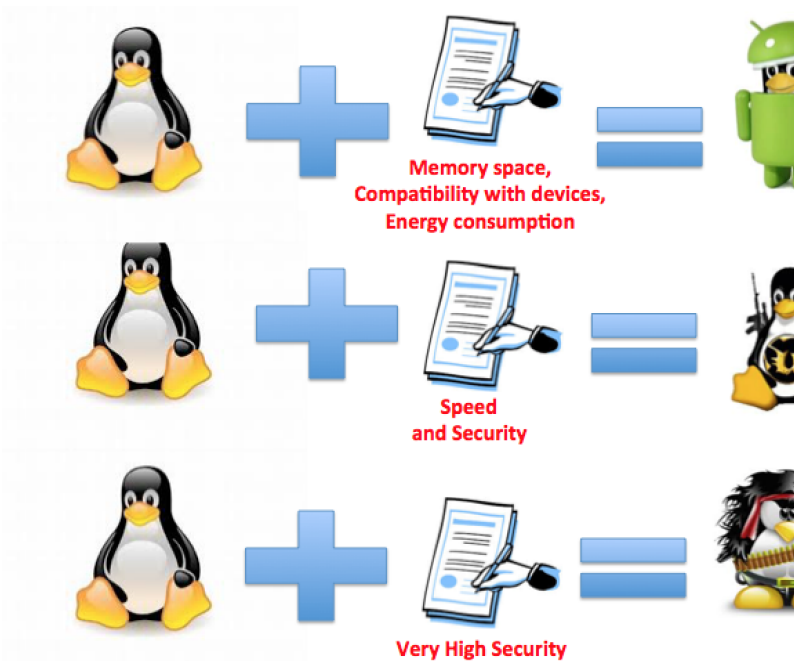 Memory space,
Compatibility with devices,
Energy consumption
Speed
and Security
Very High Security